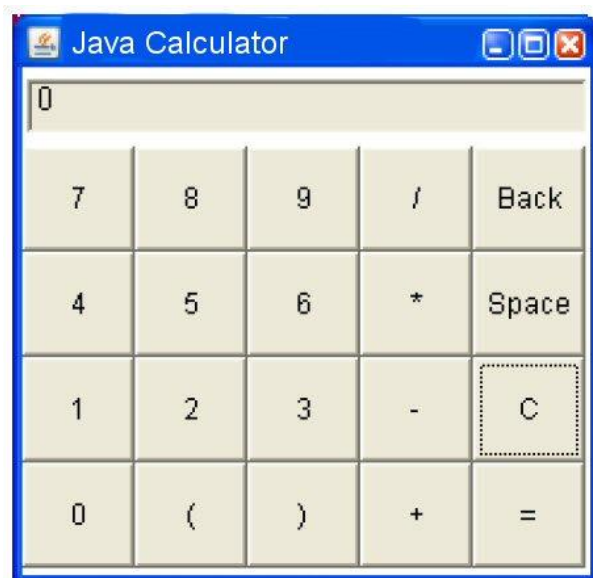 Java Calculator
0
7 8 9 / Back
4 5 6 * Space
1 2 3 - C
0 ( ) + =